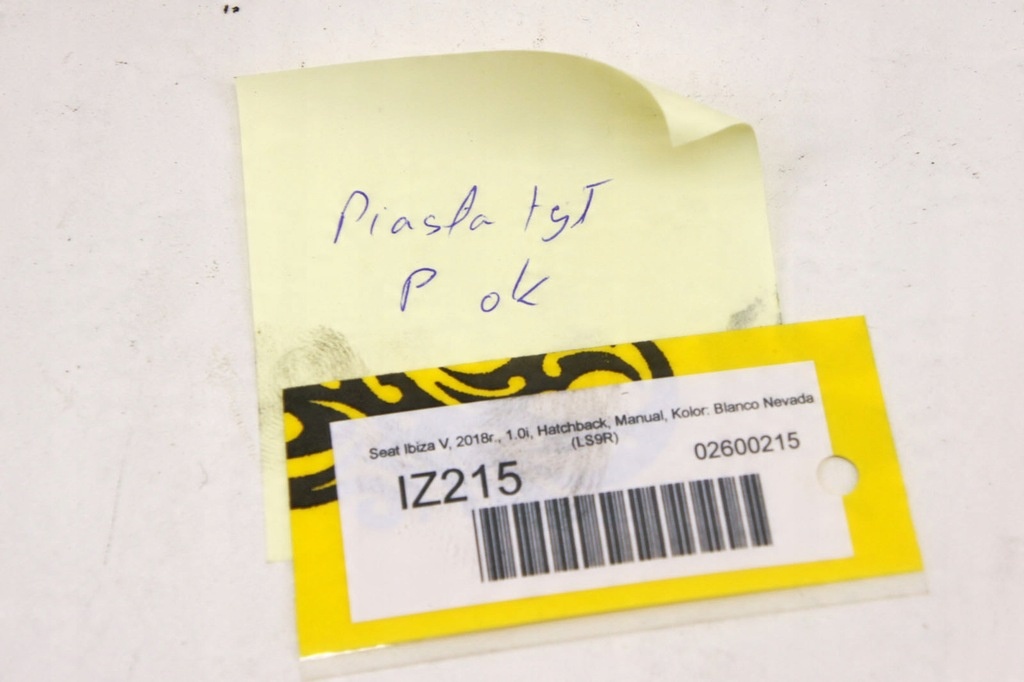 Piasta tył
P ok
Seat Ibiza V, 2018r., 1.0i, Hatchback, Manual, Kolor: Blanco Nevada
(LS9R)
02600215
IZ215